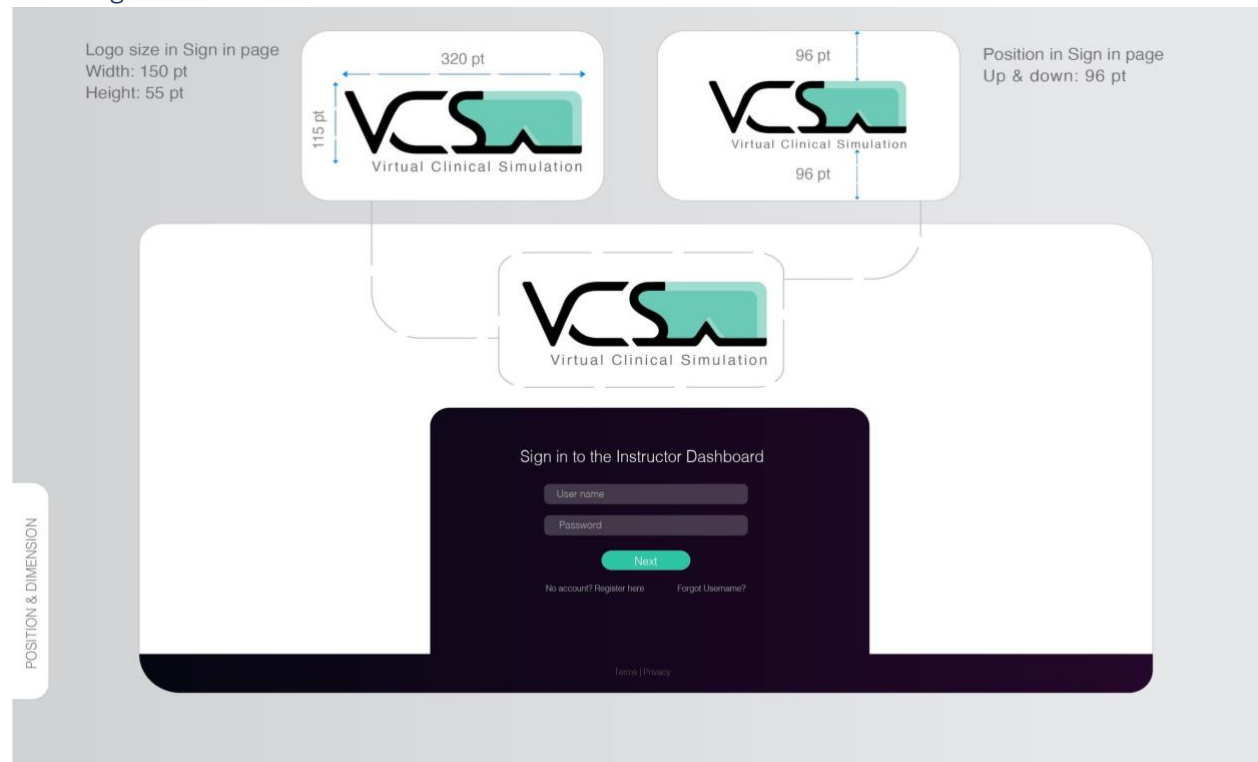 Logo size in Sign in page
Width: 150 pt
Height: 55 pt
320 pt
115 pt
VCS
Virtual Clinical Simulation
96 pt
VCS
Virtual Clinical Simulation
96 pt
Position in Sign in page
Up & down: 96 pt
VCS
Virtual Clinical Simulation
Sign in to the Instructor Dashboard
User name
Password
Next
No account? Register here
Forgot Username?
Terms | Privacy
POSITION & DIMENSION